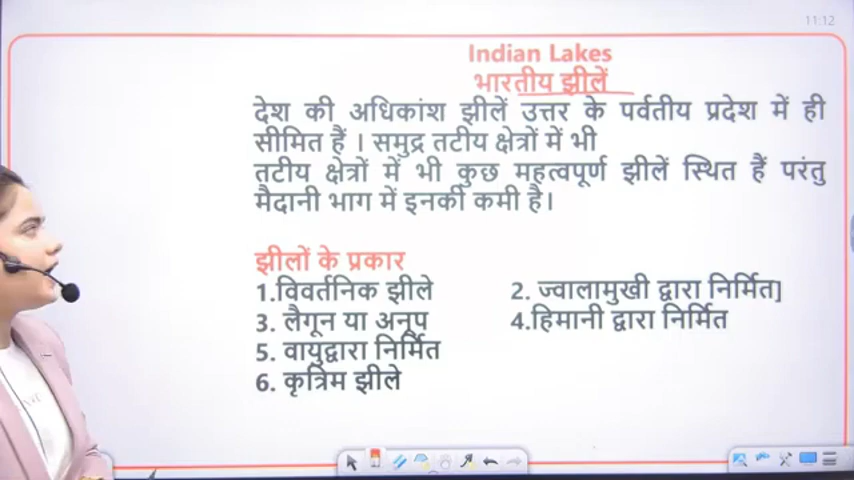 11:12
Indian Lakes
भारतीय झीलें
देश की अधिकांश झीलें उत्तर के पर्वतीय प्रदेश में ही
सीमित हैं । समुद्र तटीय क्षेत्रों में भी
तटीय क्षेत्रों में भी कुछ महत्वपूर्ण झीलें स्थित हैं परंतु
मैदानी भाग में इनकी कमी है।
झीलों के प्रकार
1.विवर्तनिक झीले 2. ज्वालामुखी द्वारा निर्मित]
3. लैगून या अनूप 4.हिमानी द्वारा निर्मित
5. वायुद्वारा निर्मित
6. कृत्रिम झीले